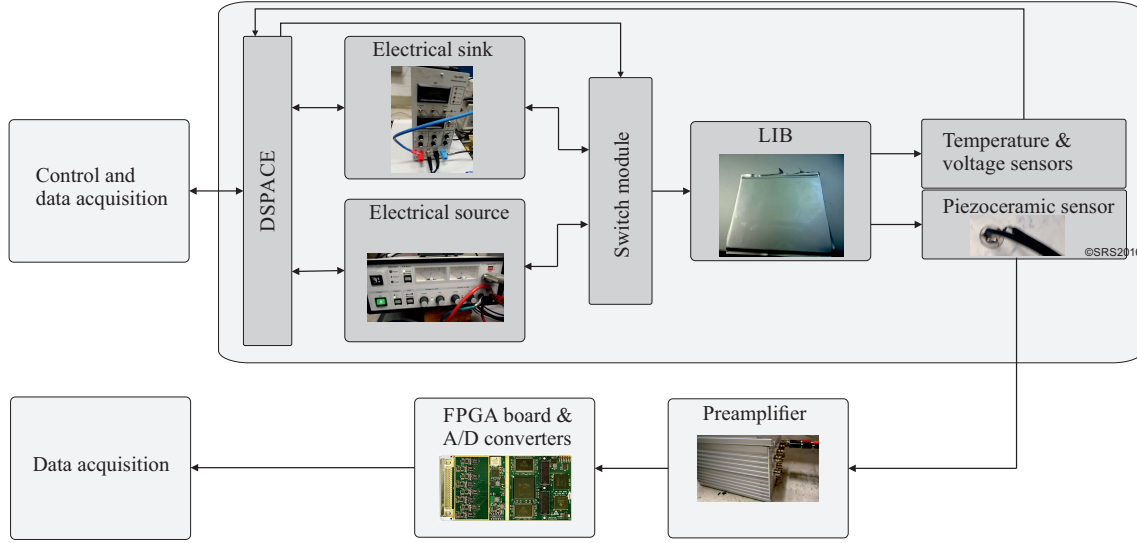 Electrical sink
Control and
data acquisition
DSPACE
Electrical source
Switch module
LIB
Temperature &
voltage sensors
Piezoceramic sensor
©SRS2016
Data acquisition
FPGA board &
A/D converters
Preamplifier